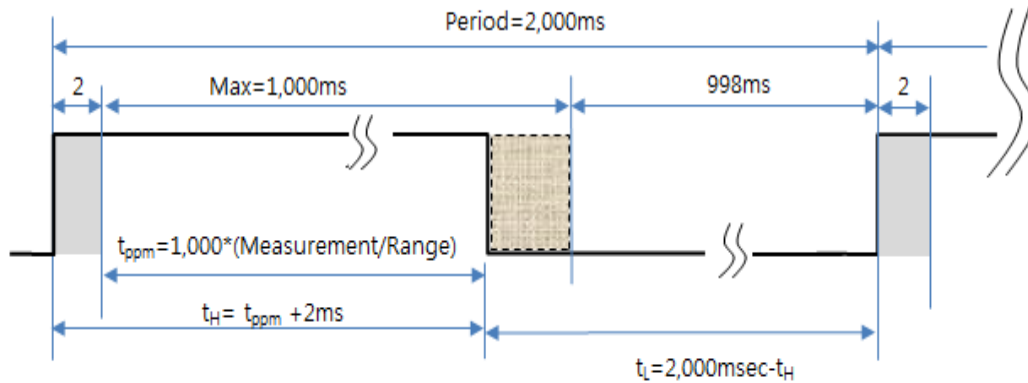 Period=2,000ms
2
Max=1,000ms
998ms
2
tppm=1,000*(Measurement/Range)
tH= tppm +2ms
tL=2,000msec-tH